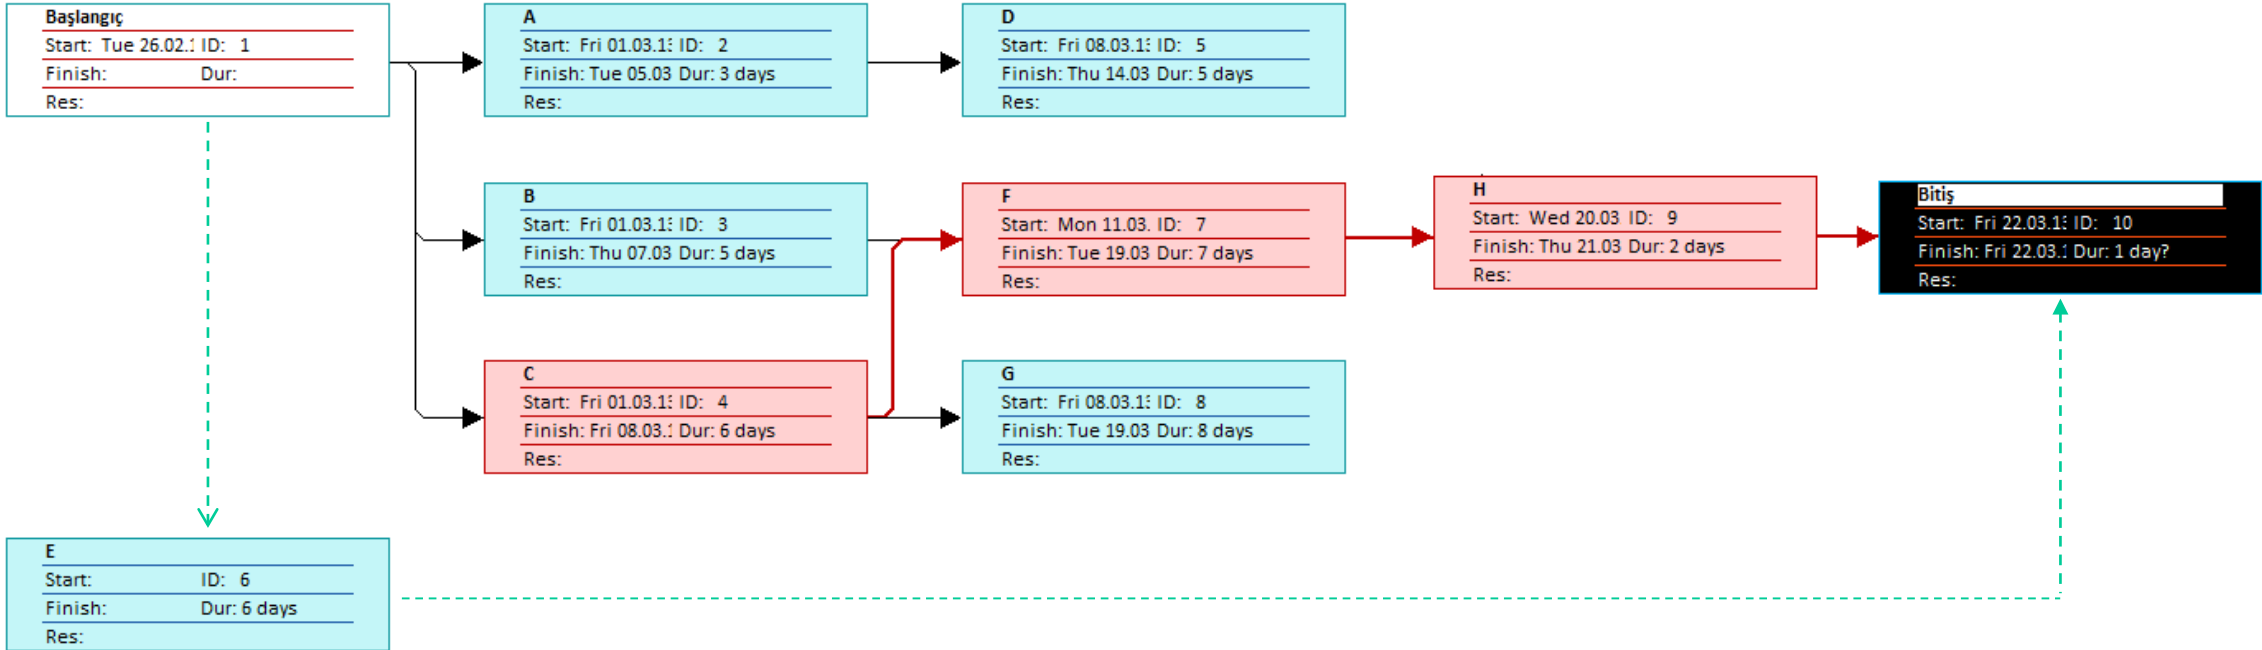 Başlangıç
Start: Tue 26.02.1 ID: 1
Finish: Dur:
Res:
A
Start: Fri 01.03.13 ID: 2
Finish: Tue 05.03 Dur: 3 days
Res:
D
Start: Fri 08.03.13 ID: 5
Finish: Thu 14.03 Dur: 5 days
Res:
B
Start: Fri 01.03.13 ID: 3
Finish: Thu 07.03 Dur: 5 days
Res:
F
Start: Mon 11.03. ID: 7
Finish: Tue 19.03 Dur: 7 days
Res:
H
Start: Wed 20.03 ID: 9
Finish: Thu 21.03 Dur: 2 days
Res:
Bitiş
Start: Fri 22.03.13 ID: 10
Finish: Fri 22.03.1 Dur: 1 day?
Res:
C
Start: Fri 01.03.13 ID: 4
Finish: Fri 08.03.1 Dur: 6 days
Res:
G
Start: Fri 08.03.13 ID: 8
Finish: Tue 19.03 Dur: 8 days
Res:
E
Start: ID: 6
Finish: Dur: 6 days
Res: